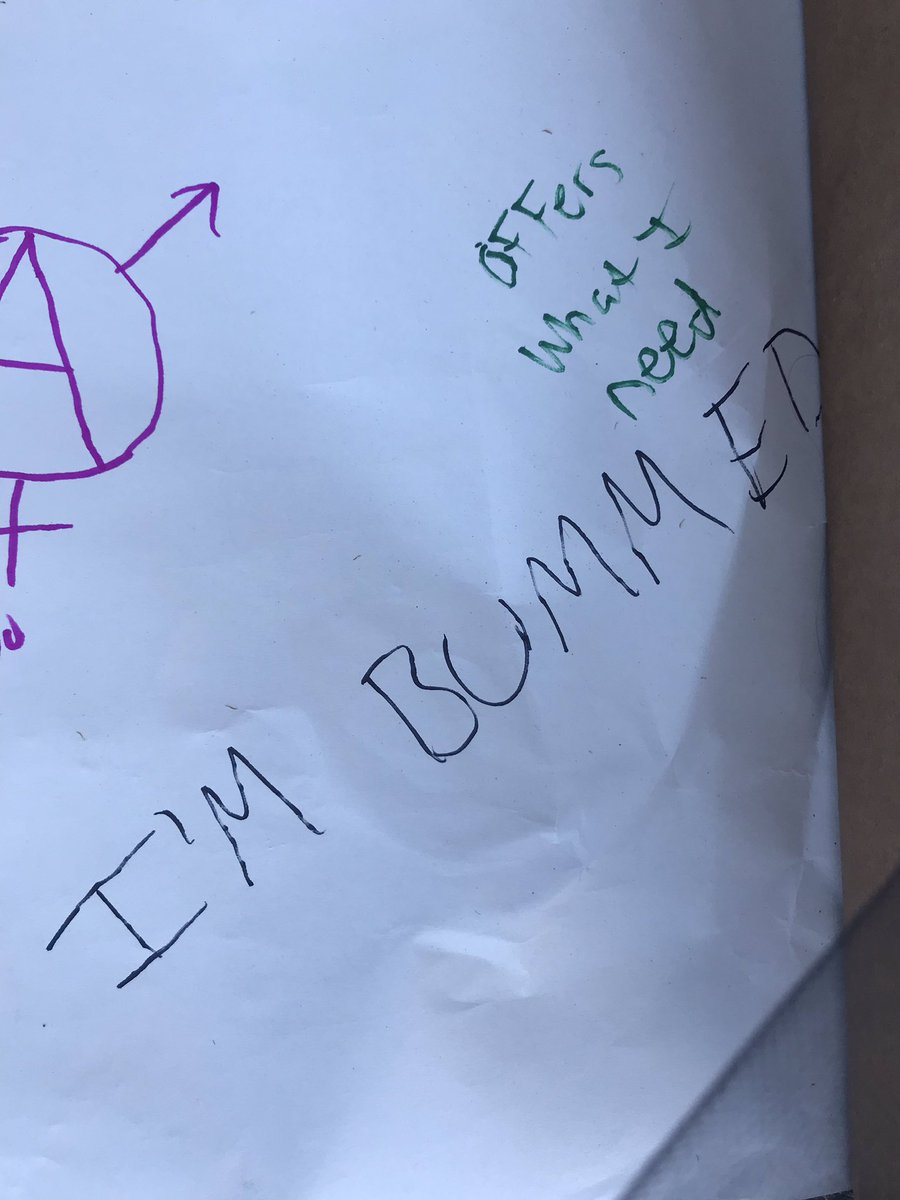 OFFers
What I
need
I'M BUMMED
A